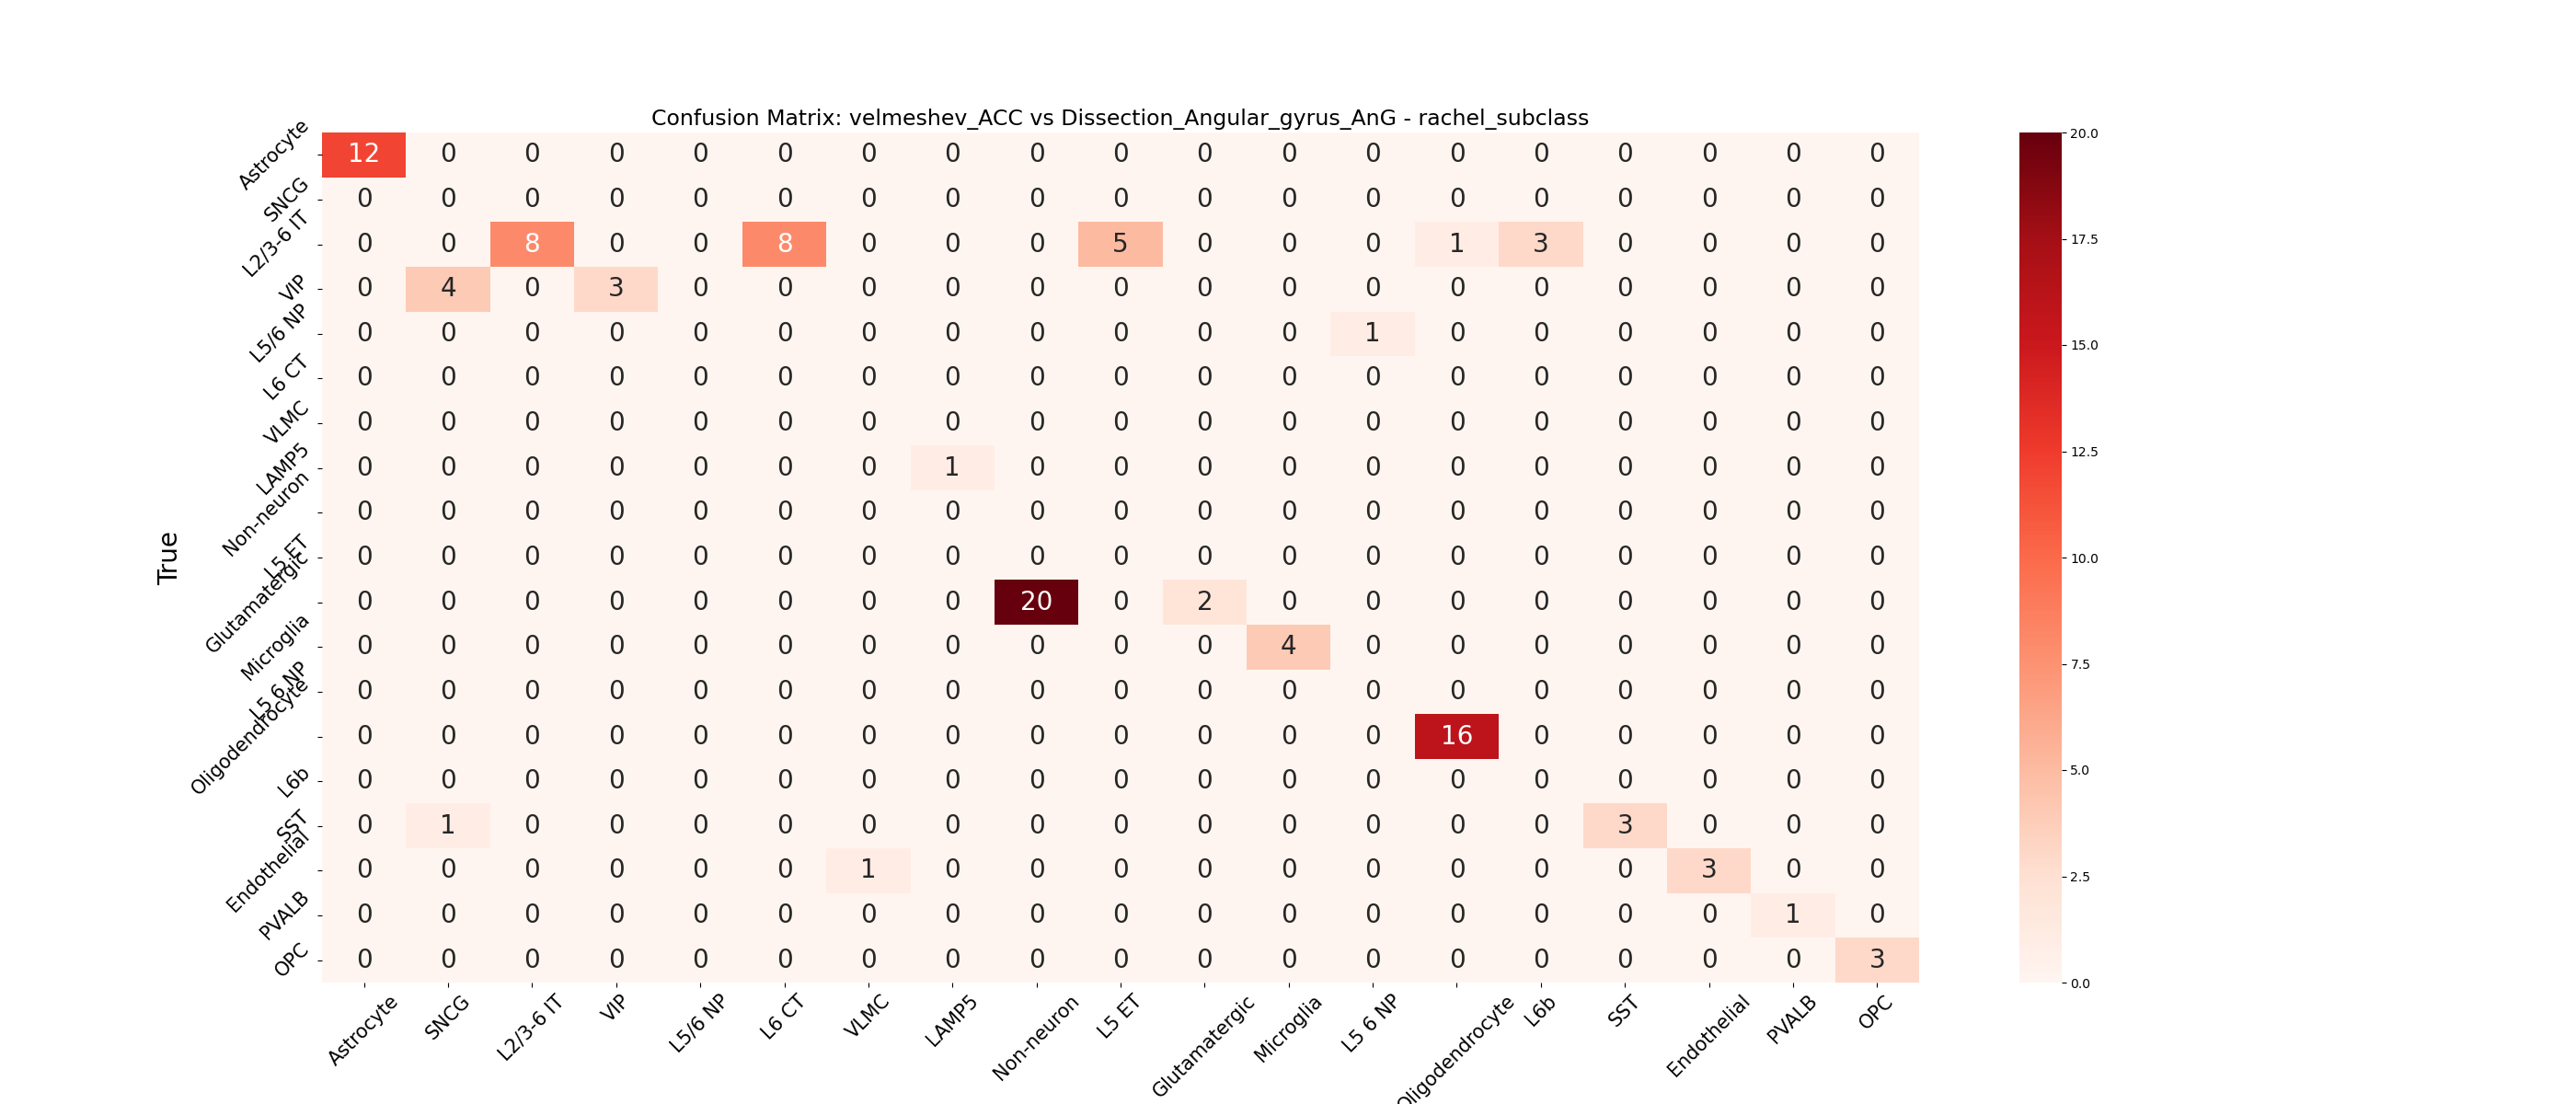 Confusion Matrix: velmeshev_ACC vs Dissection_Angular_gyrus_AnG - rachel_subclass
True
Astrocyte 12 0 0 0 0 0 0 0 0 0 0 0 0 0 0 0 0 0 0
SNCG 0 0 0 0 0 0 0 0 0 0 0 0 0 0 0 0 0 0 0
L2/3-6 IT 0 0 8 0 0 8 0 0 0 5 0 0 0 1 3 0 0 0 0
VIP 0 4 0 3 0 0 0 0 0 0 0 0 0 0 0 0 0 0 0
L5/6 NP 0 0 0 0 0 0 0 0 0 0 0 0 1 0 0 0 0 0 0
L6 CT 0 0 0 0 0 0 0 0 0 0 0 0 0 0 0 0 0 0 0
VLMC 0 0 0 0 0 0 0 0 0 0 0 0 0 0 0 0 0 0 0
LAMP5 0 0 0 0 0 0 0 1 0 0 0 0 0 0 0 0 0 0 0
Non-neuron 0 0 0 0 0 0 0 0 0 0 0 0 0 0 0 0 0 0 0
L5 ET 0 0 0 0 0 0 0 0 0 0 0 0 0 0 0 0 0 0 0
Glutamatergic 0 0 0 0 0 0 0 0 20 0 2 0 0 0 0 0 0 0 0
Microglia 0 0 0 0 0 0 0 0 0 0 0 4 0 0 0 0 0 0 0
L5 6 NP 0 0 0 0 0 0 0 0 0 0 0 0 0 0 0 0 0 0 0
Oligodendrocyte 0 0 0 0 0 0 0 0 0 0 0 0 0 16 0 0 0 0 0
L6b 0 0 0 0 0 0 0 0 0 0 0 0 0 0 0 0 0 0 0
SST 0 1 0 0 0 0 0 0 0 0 0 0 0 0 0 3 0 0 0
Endothelial 0 0 0 0 0 0 1 0 0 0 0 0 0 0 0 0 3 0 0
PVALB 0 0 0 0 0 0 0 0 0 0 0 0 0 0 0 0 0 1 0
OPC 0 0 0 0 0 0 0 0 0 0 0 0 0 0 0 0 0 0 3
Astrocyte SNCG L2/3-6 IT VIP L5/6 NP L6 CT VLMC LAMP5 Non-neuron L5 ET Glutamatergic Microglia L5 6 NP Oligodendrocyte L6b SST Endothelial PVALB OPC
20.0
17.5
15.0
12.5
10.0
7.5
5.0
2.5
0.0